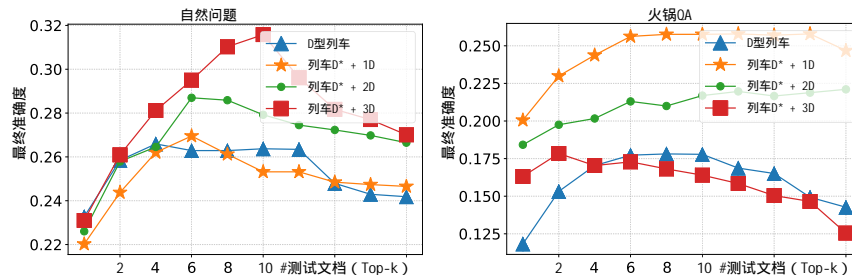 自然问题
最终准确度
0.32
0.30
0.28
0.26
0.24
0.22
D型列车
列车D* + 1D
列车D* + 2D
列车D* + 3D
2 4 6 8 10 #测试文档（Top-k）
火锅QA
最终准确度
0.250
0.225
0.200
0.175
0.150
0.125
D型列车
列车D* + 1D
列车D* + 2D
列车D* + 3D
2 4 6 8 10 #测试文档（Top-k）